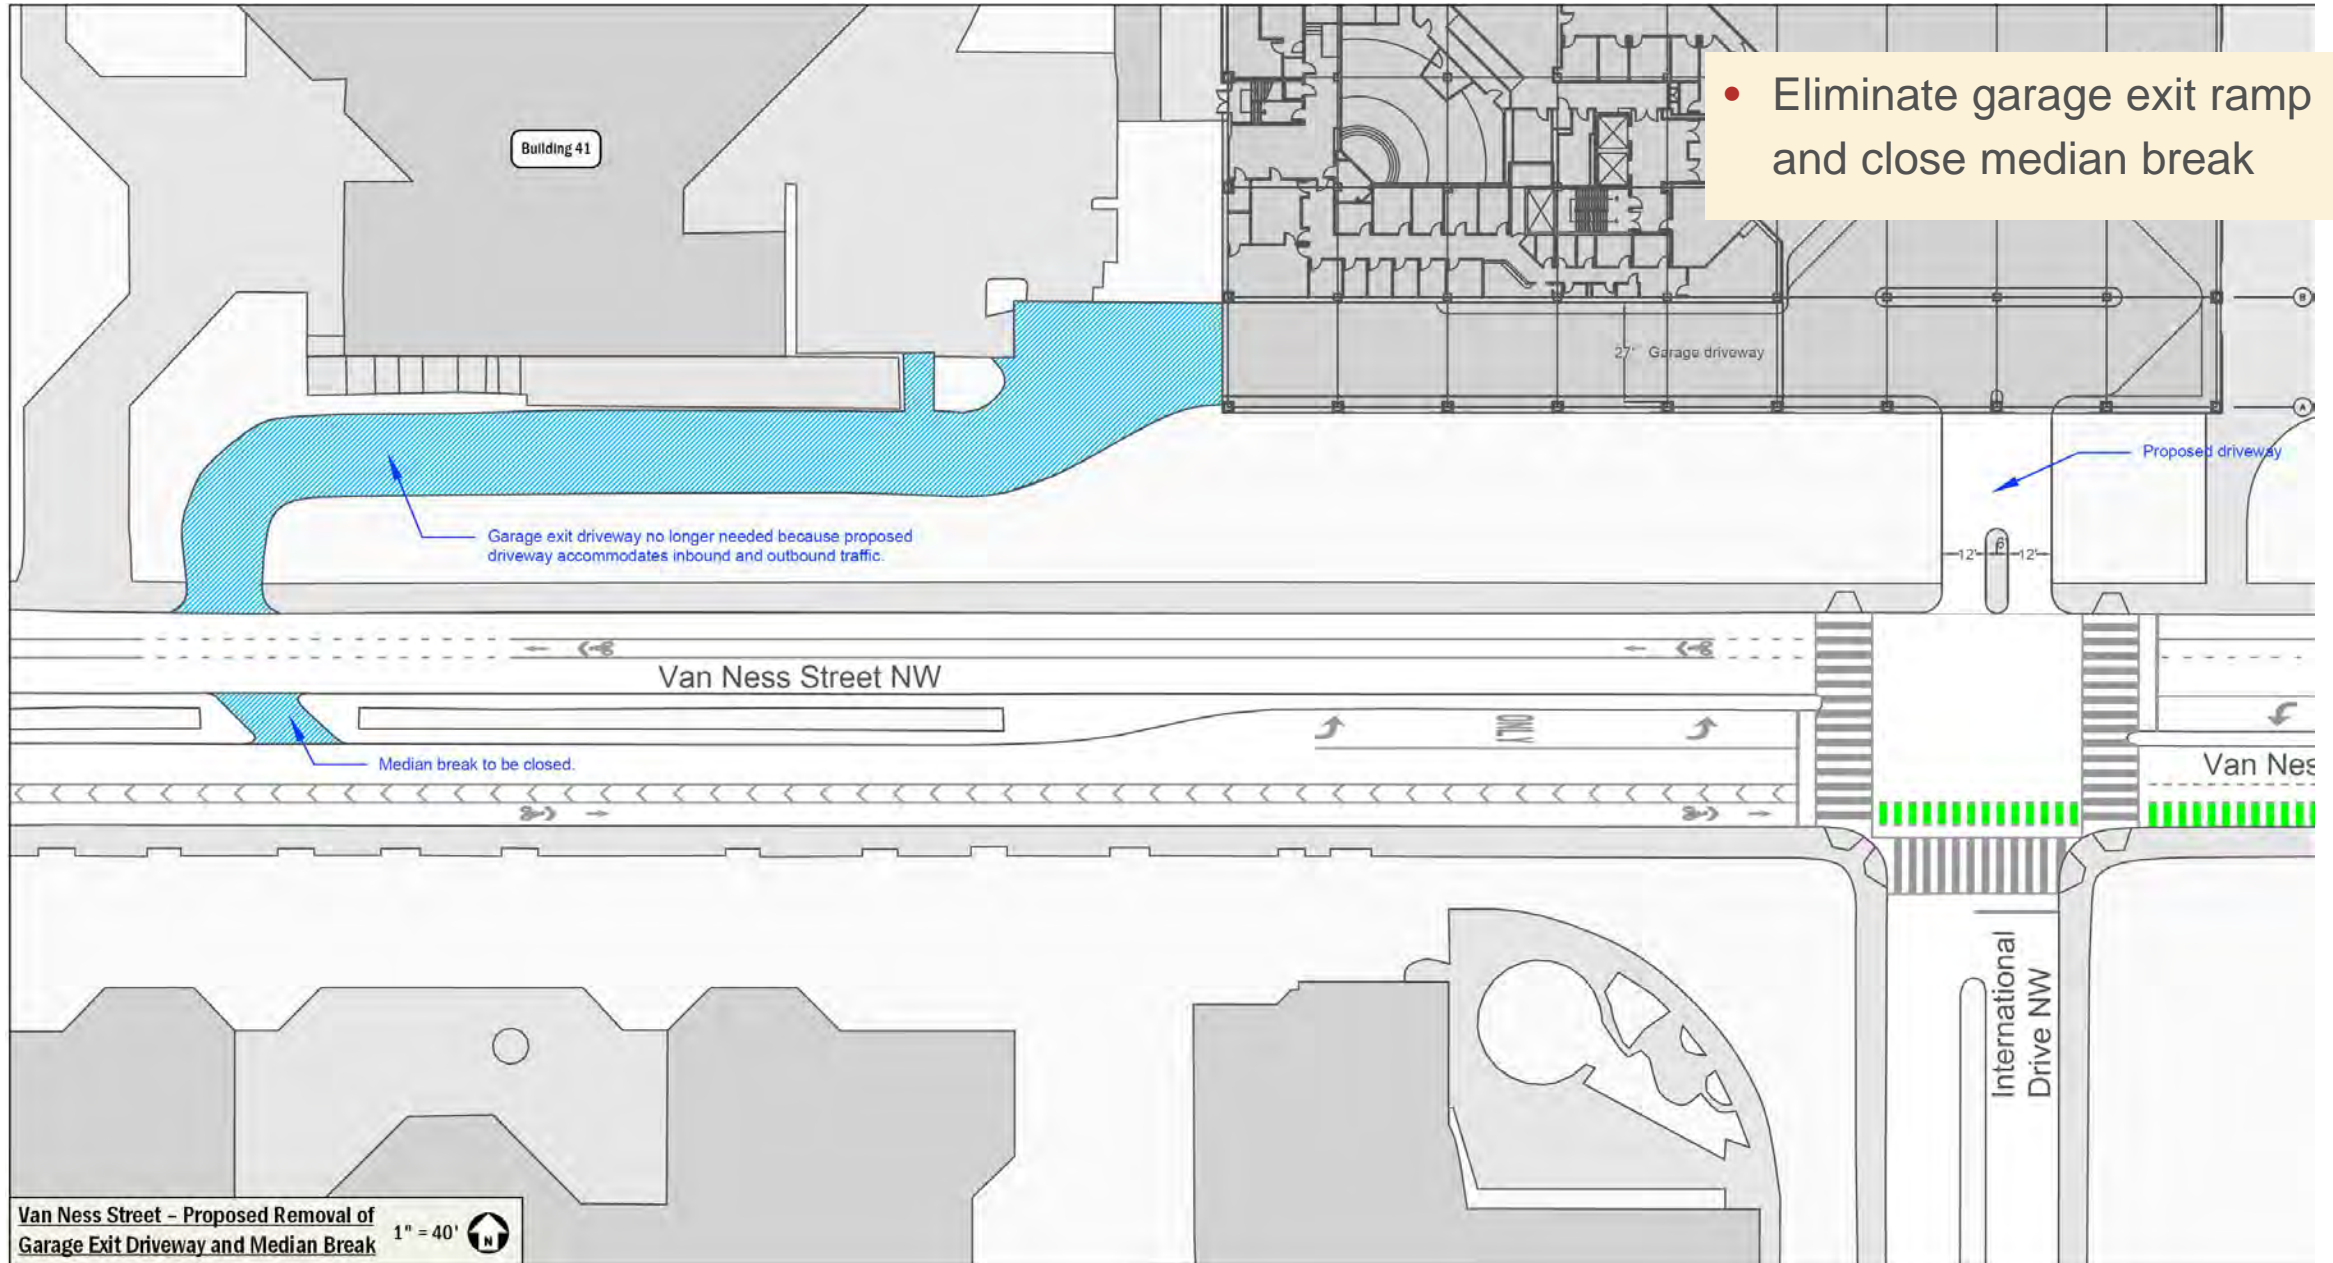 • Eliminate garage exit ramp
and close median break
Building 41
B
27' Garage driveway
A
Proposed driveway
Garage exit driveway no longer needed because proposed
driveway accommodates inbound and outbound traffic.
12' 6' 12'
Van Ness Street NW
ONLY
Median break to be closed.
Van Nes
International
Drive NW
Van Ness Street – Proposed Removal of
Garage Exit Driveway and Median Break
1" = 40'
N